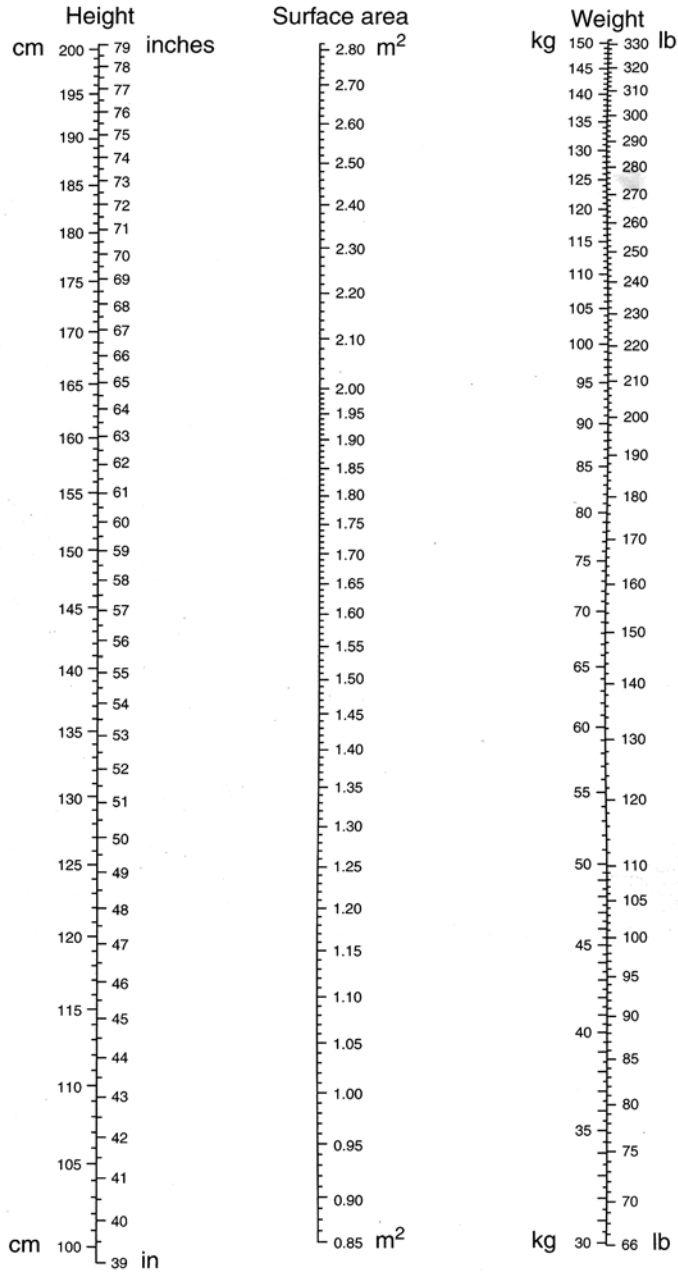 Height Surface area Weight
cm 200 79 inches 2.80 m² kg 150 330 lb
78 145 320
195 77 2.70 140 310
76 2.60 135 300
190 75 130 290
74 2.50 125 280
185 73 270
72 2.40 120 260
180 71 115 250
70 2.30 110 240
175 69 2.20 105 230
68
170 67 2.10 100 220
66
165 65 2.00 95 210
64 1.95 90 200
160 63 1.90
62 1.85 85 190
155 61 1.80 180
60 1.75 80
150 59 1.70 75 170
58 1.65 160
145 57 1.60 70
56 1.55 150
140 55 1.50 65
54 1.45 140
135 53 1.40 60 130
52 1.35
130 51 1.30 55 120
50
125 49 1.25 50 110
48 1.20 105
120 47 1.15 45 100
46 95
115 45 1.10 90
44 1.05 40 85
110 43 1.00 80
42 0.95 35
105 41 75
40 0.90 70
cm 100 0.85 m² kg 30 66 lb
39 in